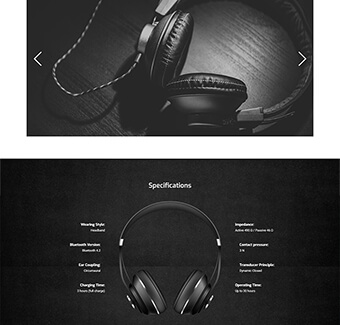 Specifications
Wearing Style:
Headband
Bluetooth Version:
Bluetooth 4.2
Ear Coupling:
Circumaural
Charging Time:
3 hours (full charge)
Impedance:
Active 490 Ω / Passive 46 Ω
Contact pressure:
Transducer Principle:
Dynamic Closed
Operating Time:
Up to 30 hours